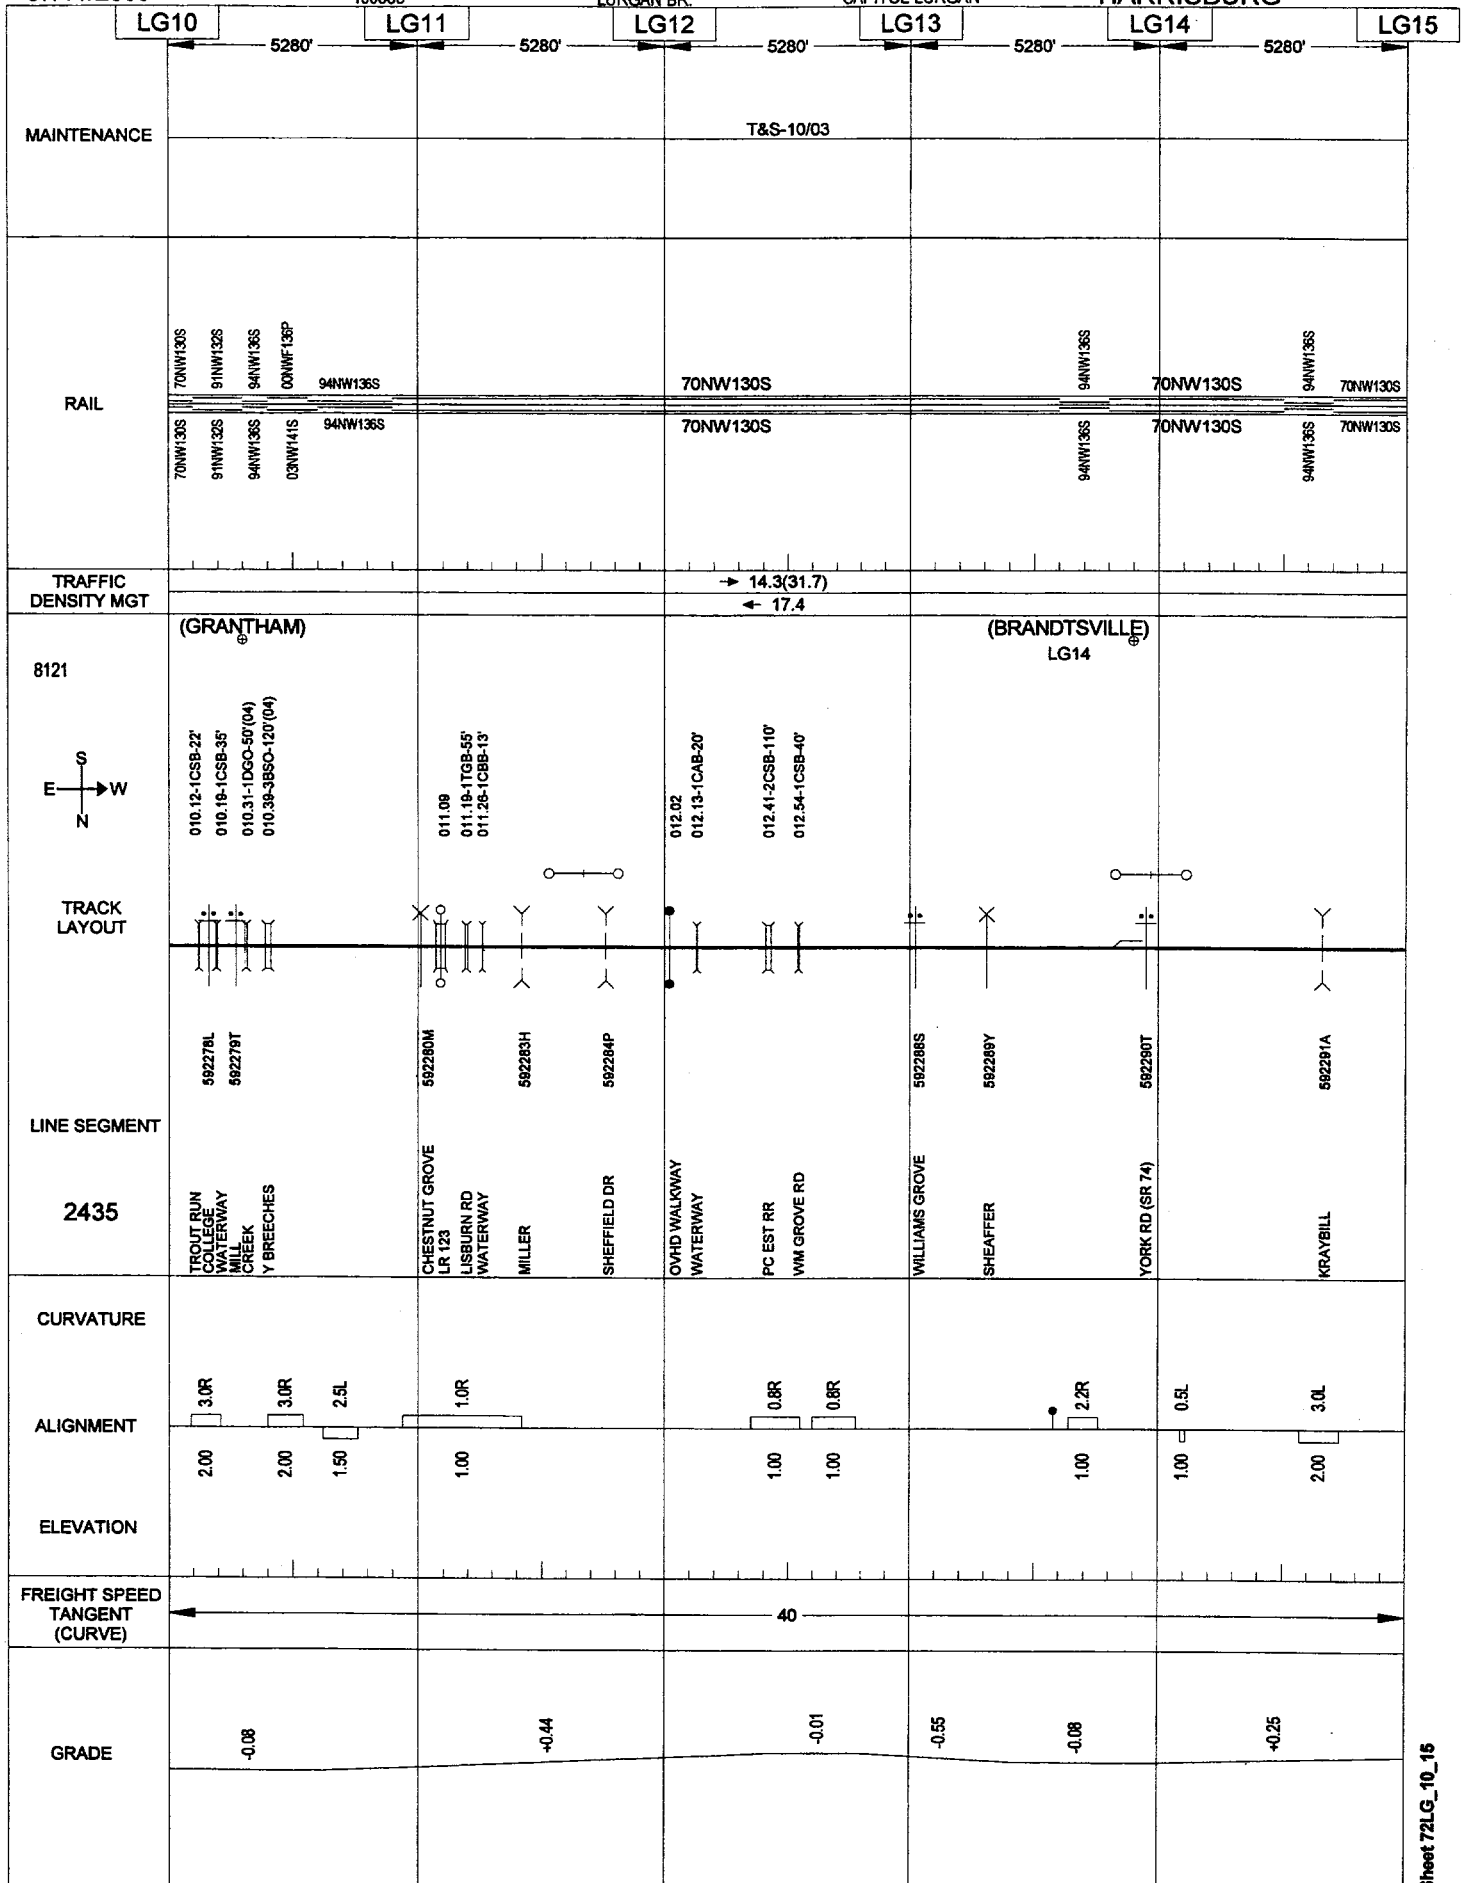 LURGAN BR.
HARRISBURG
LG10 LG11 LG12 LG13 LG14 LG15
5280' 5280' 5280' 5280' 5280'
MAINTENANCE
T&S-10/03
RAIL
70NW130S 91NW132S 94NW136S 00NWF136P 94NW136S 70NW130S 94NW136S 70NW130S 94NW136S 70NW130S
70NW130S 91NW132S 94NW136S 03NW141S 94NW136S 70NW130S 94NW136S 70NW130S 94NW136S 70NW130S
TRAFFIC
DENSITY MGT
→ 14.3(31.7)
← 17.4
(GRANTHAM)
(BRANDTSVILLE)
LG14
8121
S
E W
N
010.12-1CSB-22'
010.19-1CSB-35'
010.31-1DGO-50'(04)
010.39-3BSO-120'(04)
011.09
011.19-1TGB-55'
011.26-1CBB-13'
012.02
012.13-1CAB-20'
012.41-2CSB-110'
012.54-1CSB-40'
TRACK
LAYOUT
592278L
592279T
592280M
592283H
592284P
592288S
592289Y
592290T
592291A
LINE SEGMENT
2435
TROUT RUN
COLLEGE
WATERWAY
MILL
CREEK
Y BREECHES
CHESTNUT GROVE
LR 123
LISBURN RD
WATERWAY
MILLER
SHEFFIELD DR
OVHD WALKWAY
WATERWAY
PC EST RR
WM GROVE RD
WILLIAMS GROVE
SHEAFFER
YORK RD (SR 74)
KRAYBILL
CURVATURE
3.0R 3.0R 2.5L 1.0R 0.8R 0.8R 2.2R 0.5L 3.0L
ALIGNMENT
2.00 2.00 1.50 1.00 1.00 1.00 1.00 1.00 2.00
ELEVATION
FREIGHT SPEED
TANGENT
(CURVE)
40
GRADE
-0.08 +0.44 -0.01 -0.55 -0.08 +0.25
Sheet 72LG_10_15